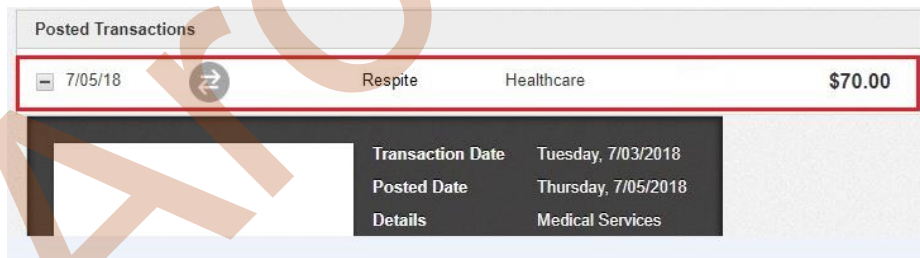 Posted Transactions
7/05/18 Respite Healthcare $70.00
Transaction Date Tuesday, 7/03/2018
Posted Date Thursday, 7/05/2018
Details Medical Services